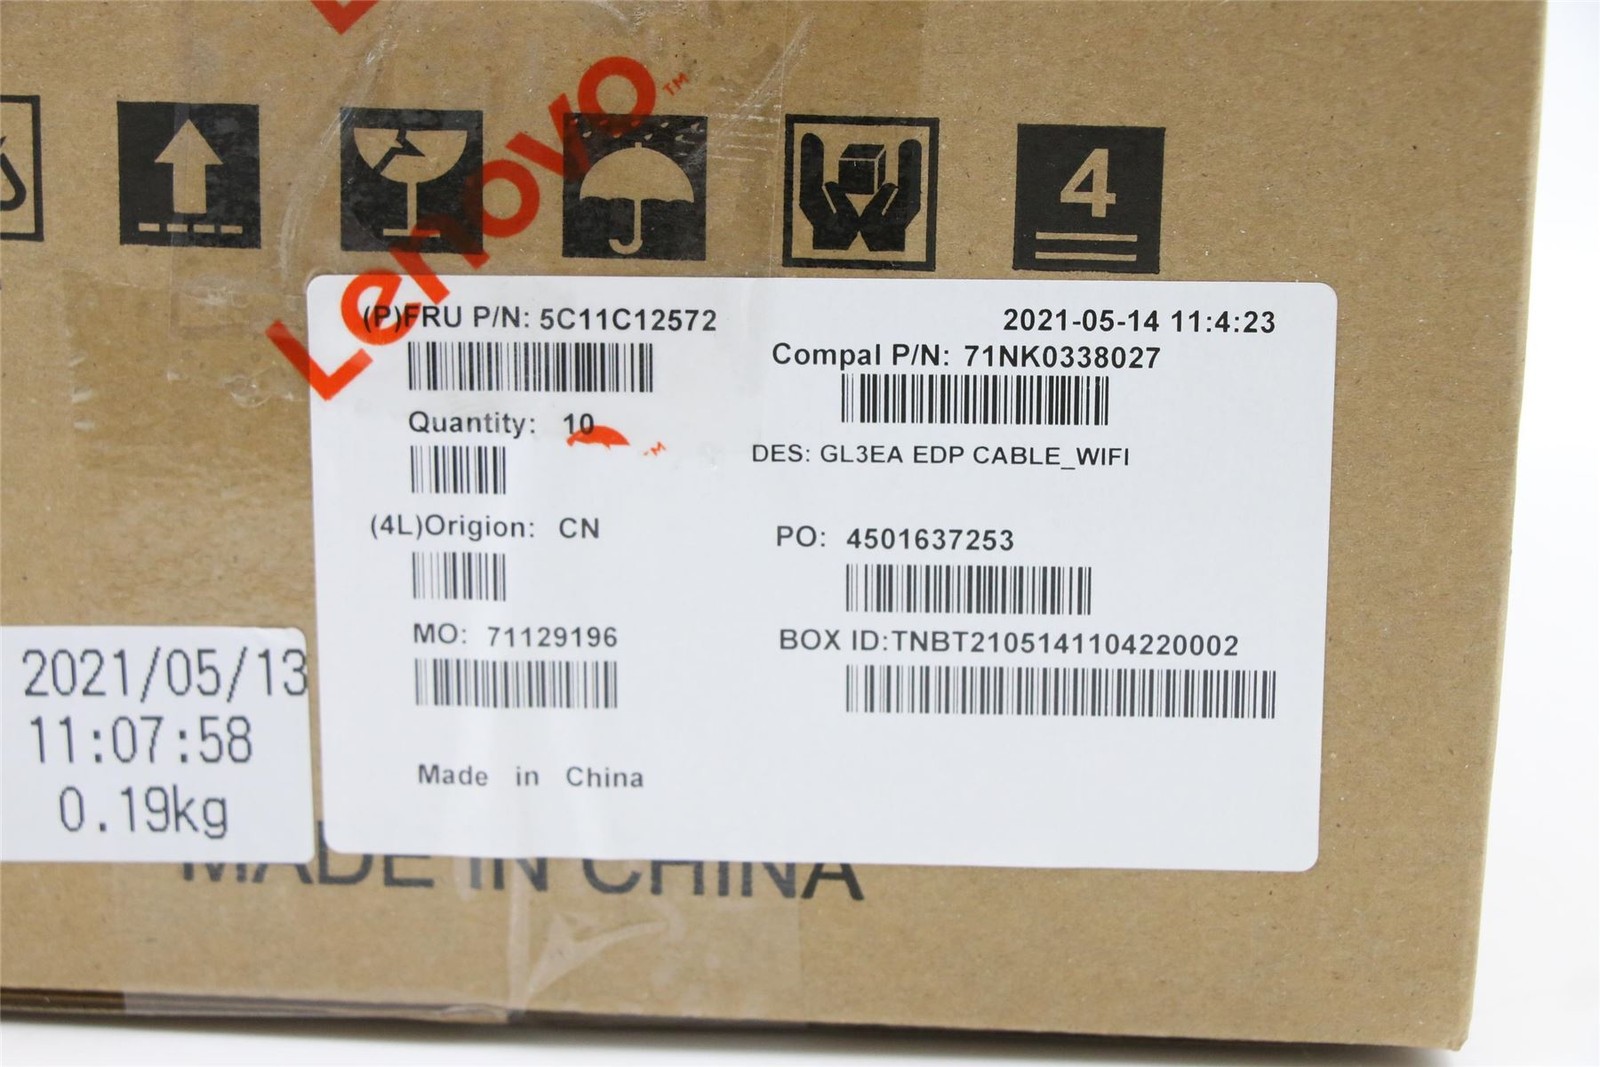 Lenovo™
4
(P)FRU P/N: 5C11C12572
2021-05-14 11:4:23
Compal P/N: 71NK0338027
Quantity: 10
DES: GL3EA EDP CABLE_WIFI
(4L)Origion: CN
PO: 4501637253
MO: 71129196
BOX ID:TNBT2105141104220002
Made in China
2021/05/13
11:07:58
0.19kg
MADE IN CHINA